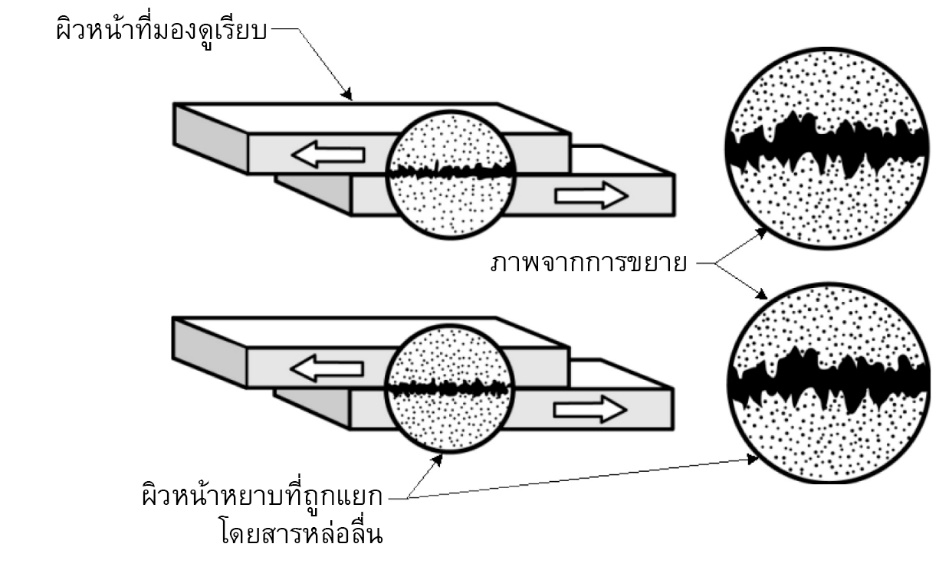 ผิวหน้าที่มองดูเรียบ
ภาพจากการขยาย
ผิวหน้าหยาบที่ถูกแยก
โดยสารหล่อลื่น